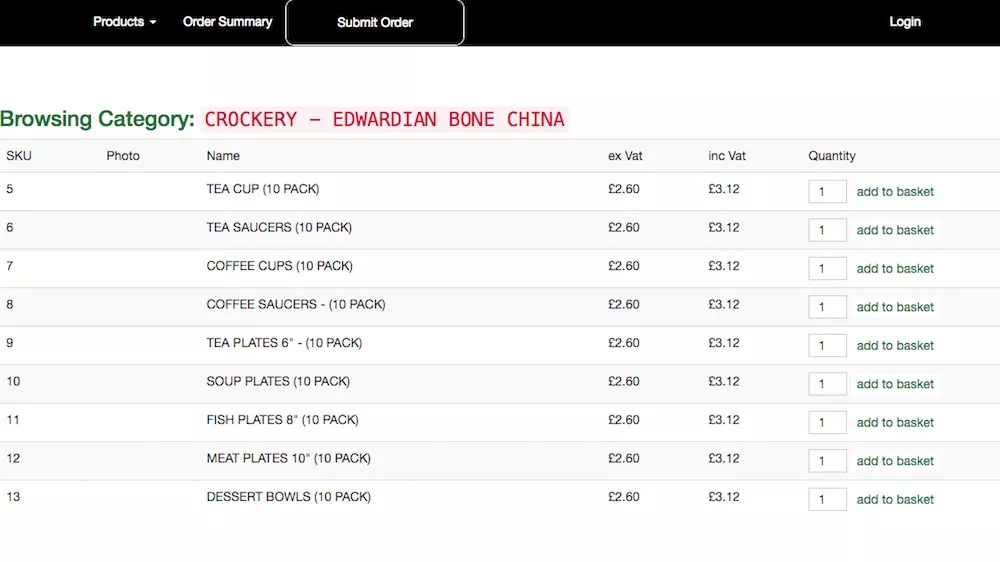 Products Order Summary Submit Order Login
Browsing Category: CROCKERY – EDWARDIAN BONE CHINA
SKU Photo Name ex Vat inc Vat Quantity
5 TEA CUP (10 PACK) £2.60 £3.12 1 add to basket
6 TEA SAUCERS (10 PACK) £2.60 £3.12 1 add to basket
7 COFFEE CUPS (10 PACK) £2.60 £3.12 1 add to basket
8 COFFEE SAUCERS - (10 PACK) £2.60 £3.12 1 add to basket
9 TEA PLATES 6" - (10 PACK) £2.60 £3.12 1 add to basket
10 SOUP PLATES (10 PACK) £2.60 £3.12 1 add to basket
11 FISH PLATES 8" (10 PACK) £2.60 £3.12 1 add to basket
12 MEAT PLATES 10" (10 PACK) £2.60 £3.12 1 add to basket
13 DESSERT BOWLS (10 PACK) £2.60 £3.12 1 add to basket